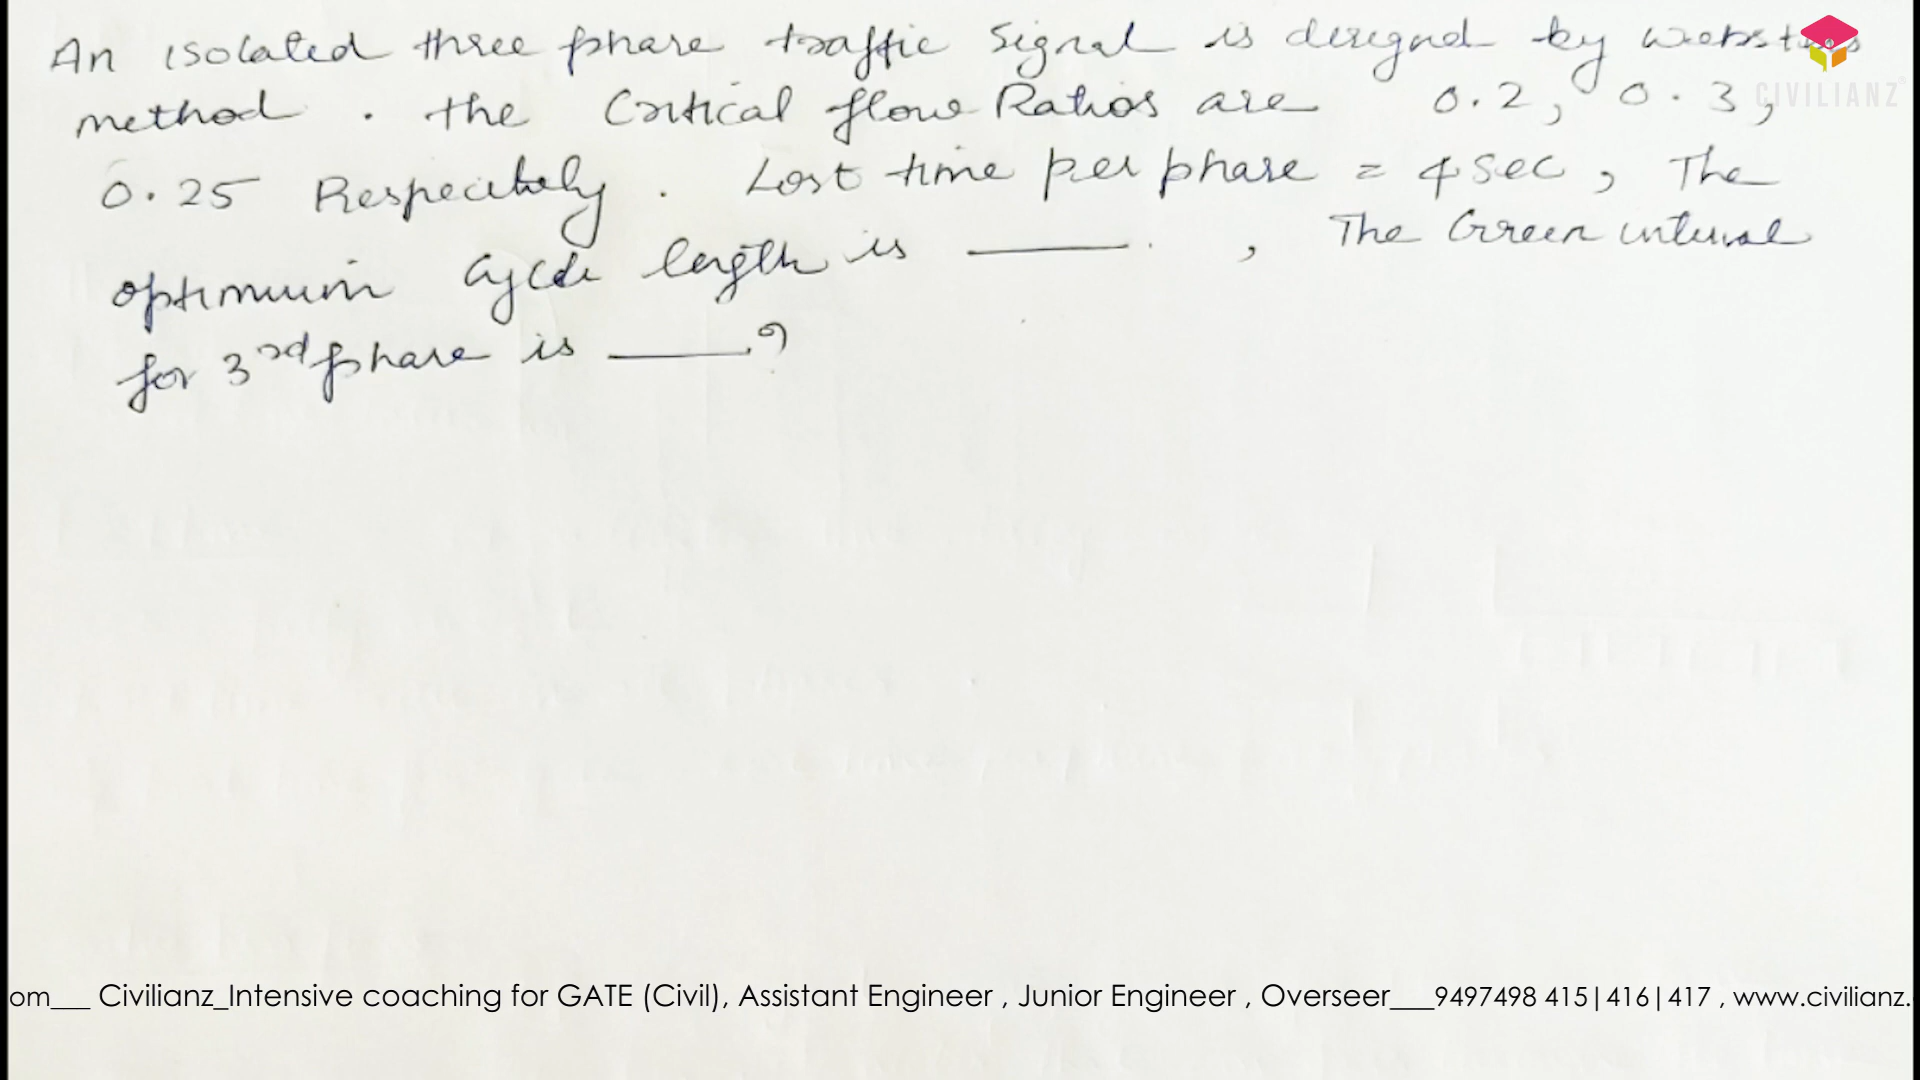 An isolated three phase traffic signal is designed by websters
method . the Critical flow Ratios are 0.2, 0.3,
0.25 Respectively . Lost time per phase = 4 sec , The
optimum cycle length is ______ . , The Green interval
for 3rd phase is ______?
CIVILIANZ
om___ Civilianz_Intensive coaching for GATE (Civil), Assistant Engineer , Junior Engineer , Overseer___9497498 415|416|417 , www.civilianz.